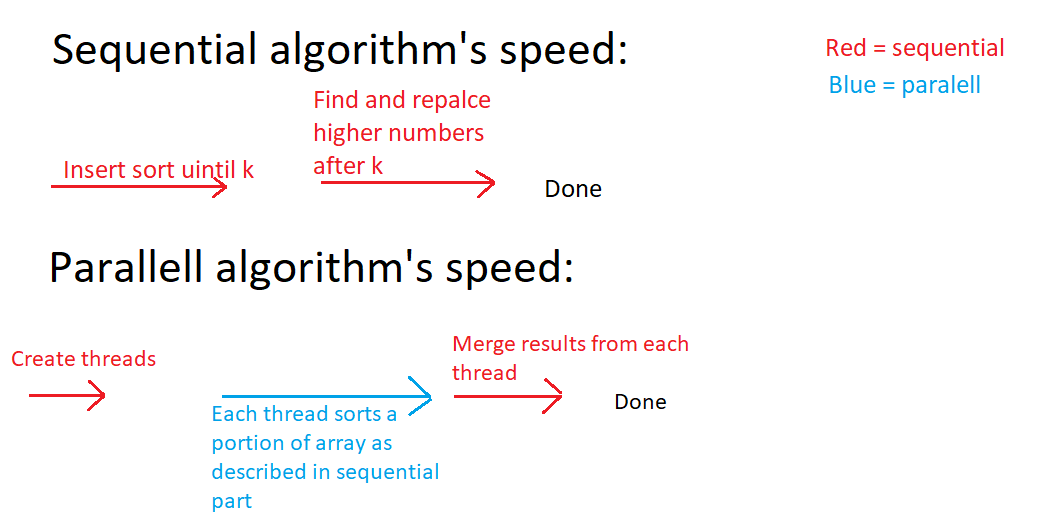 Sequential algorithm's speed:
Red = sequential
Blue = paralell
Find and repalce
higher numbers
after k
Insert sort uintil k
Done
Parallell algorithm's speed:
Create threads
Merge results from each
thread
Each thread sorts a
portion of array as
described in sequential
part
Done